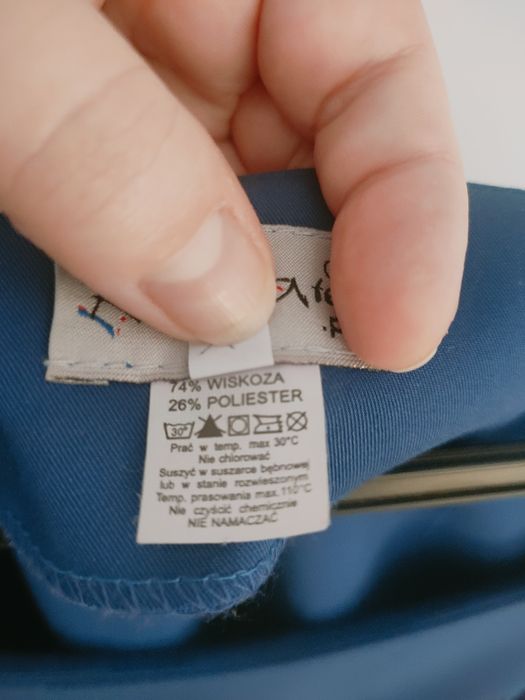 74% WISKOZA
26% POLIESTER
30°
Prać w temp. max 30°C
Nie chlorować
Suszyć w suszarce bębnowej
lub w stanie rozwieszonym
Temp. prasowania max. 110°C
Nie czyścić chemicznie
NIE NAMACZAĆ